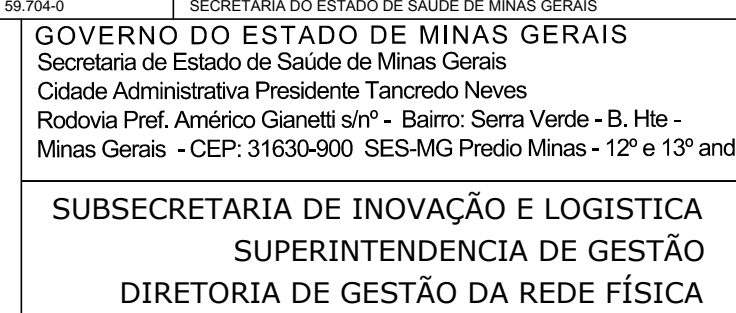 59.704-0 SECRETARIA DO ESTADO DE SAUDE DE MINAS GERAIS
GOVERNO DO ESTADO DE MINAS GERAIS
Secretaria de Estado de Saúde de Minas Gerais
Cidade Administrativa Presidente Tancredo Neves
Rodovia Pref. Américo Gianetti s/nº - Bairro: Serra Verde - B. Hte -
Minas Gerais - CEP: 31630-900 SES-MG Predio Minas - 12º e 13º and
SUBSECRETARIA DE INOVAÇÃO E LOGISTICA
SUPERINTENDENCIA DE GESTÃO
DIRETORIA DE GESTÃO DA REDE FÍSICA